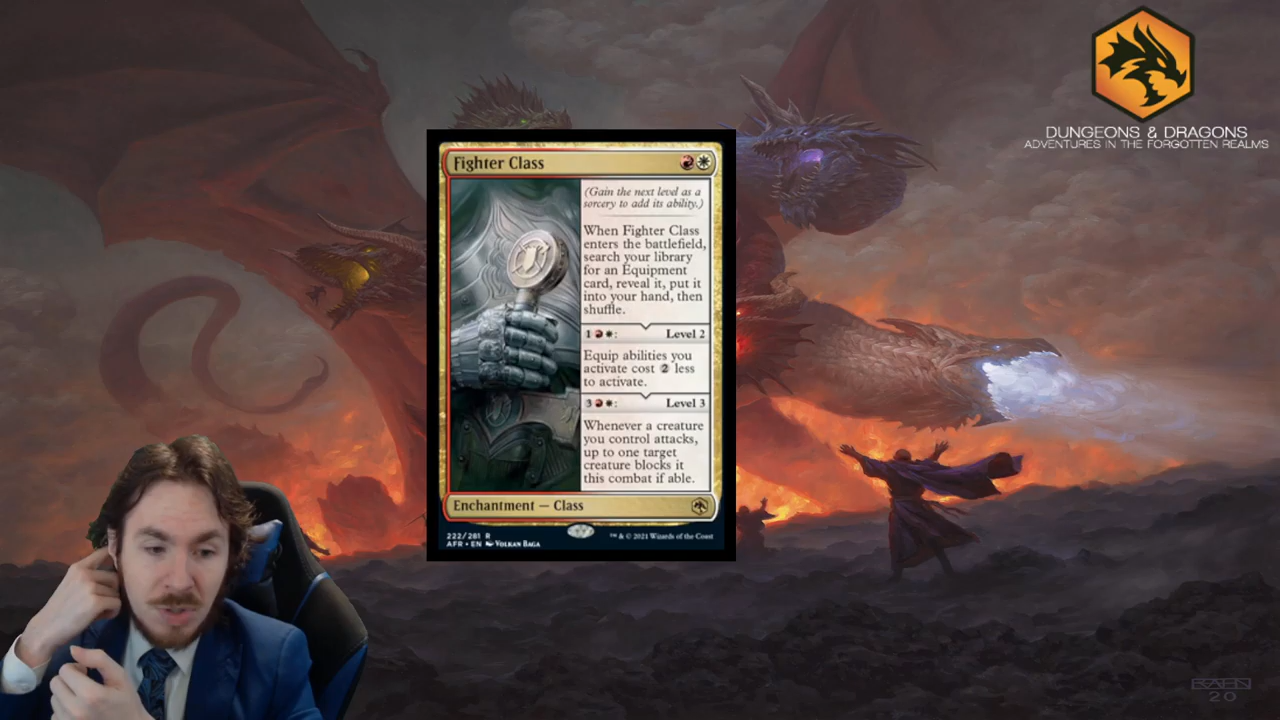 DUNGEONS & DRAGONS
ADVENTURES IN THE FORGOTTEN REALMS
Fighter Class
(Gain the next level as a
sorcery to add its ability.)
When Fighter Class
enters the battlefield,
search your library
for an Equipment
card, reveal it, put it
into your hand, then
shuffle.
1 : Level 2
Equip abilities you
activate cost 2 less
to activate.
3 : Level 3
Whenever a creature
you control attacks,
up to one target
creature blocks it
this combat if able.
Enchantment — Class
222/281 R
AFR • EN VOLKAN BAGA
™ & © 2021 Wizards of the Coast
20